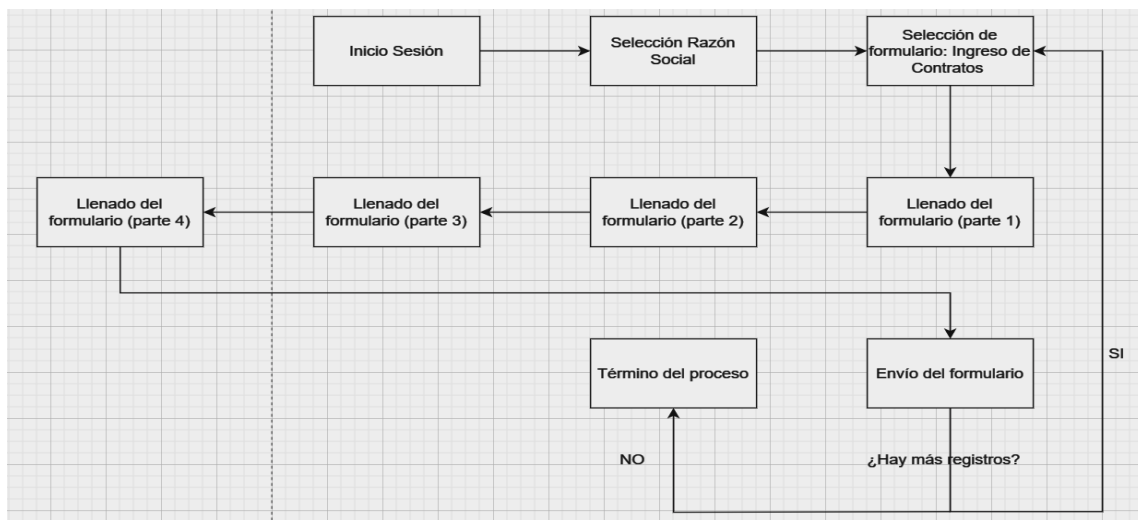 Inicio Sesión
Selección Razón
Social
Selección de
formulario: Ingreso de
Contratos
Llenado del
formulario (parte 4)
Llenado del
formulario (parte 3)
Llenado del
formulario (parte 2)
Llenado del
formulario (parte 1)
SI
Término del proceso
Envío del formulario
NO
¿Hay más registros?